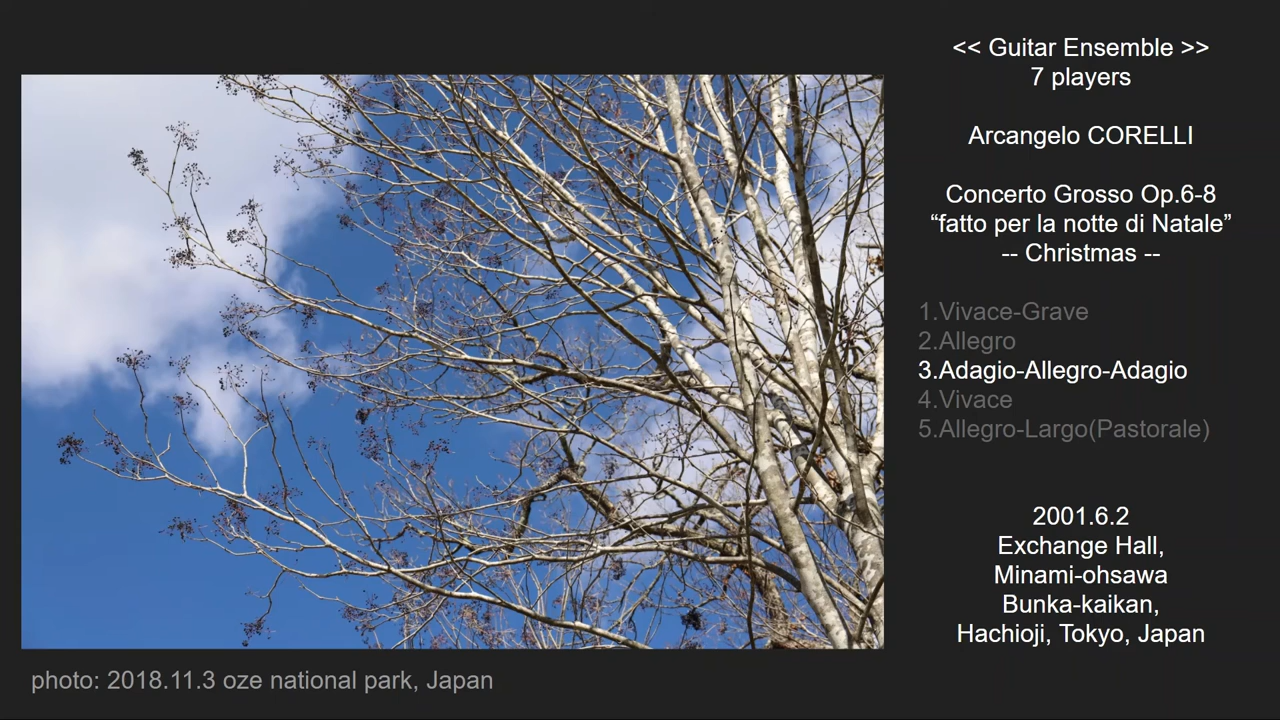 << Guitar Ensemble >>
7 players
Arcangelo CORELLI
Concerto Grosso Op.6-8
“fatto per la notte di Natale”
-- Christmas --
1.Vivace-Grave
2.Allegro
3.Adagio-Allegro-Adagio
4.Vivace
5.Allegro-Largo(Pastorale)
2001.6.2
Exchange Hall,
Minami-ohsawa
Bunka-kaikan,
Hachioji, Tokyo, Japan
photo: 2018.11.3 oze national park, Japan